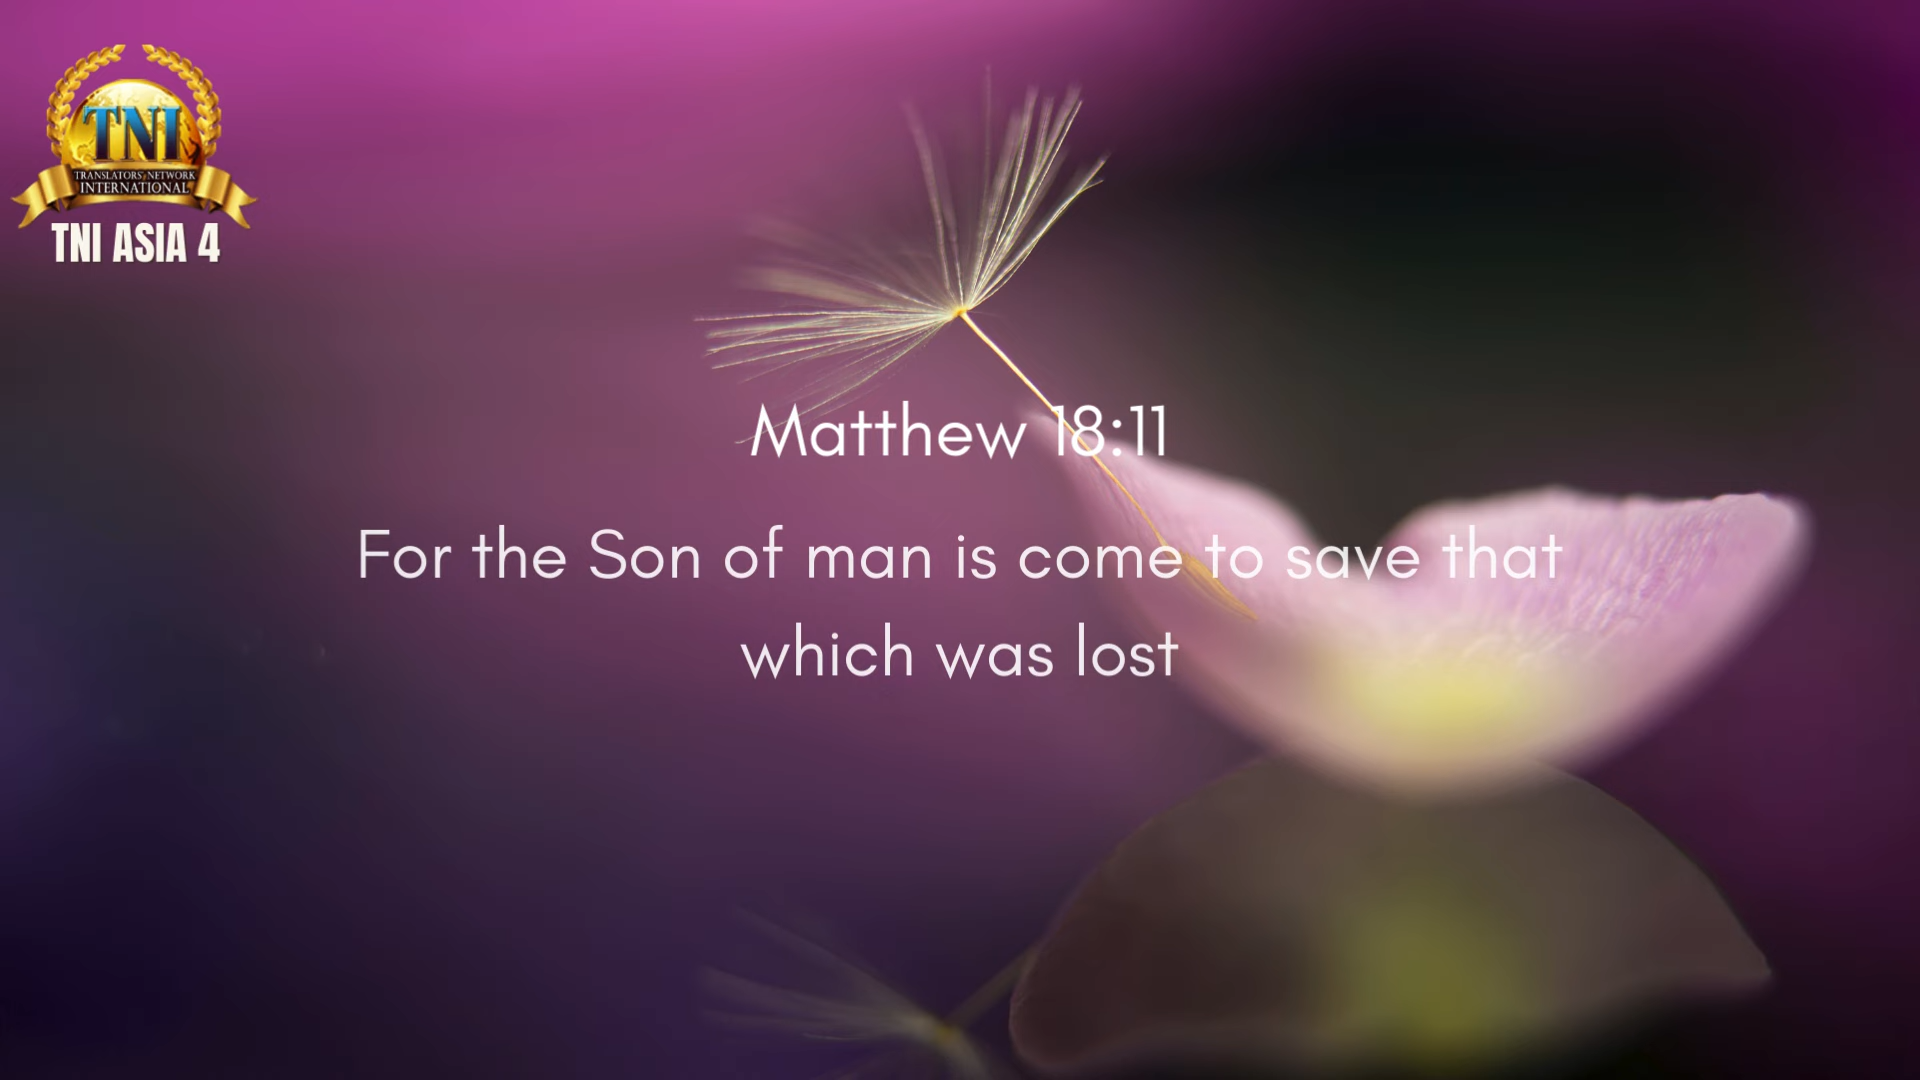 TNI
TRANSLATORS' NETWORK
INTERNATIONAL
TNI ASIA 4
Matthew 18:11
For the Son of man is come to save that
which was lost